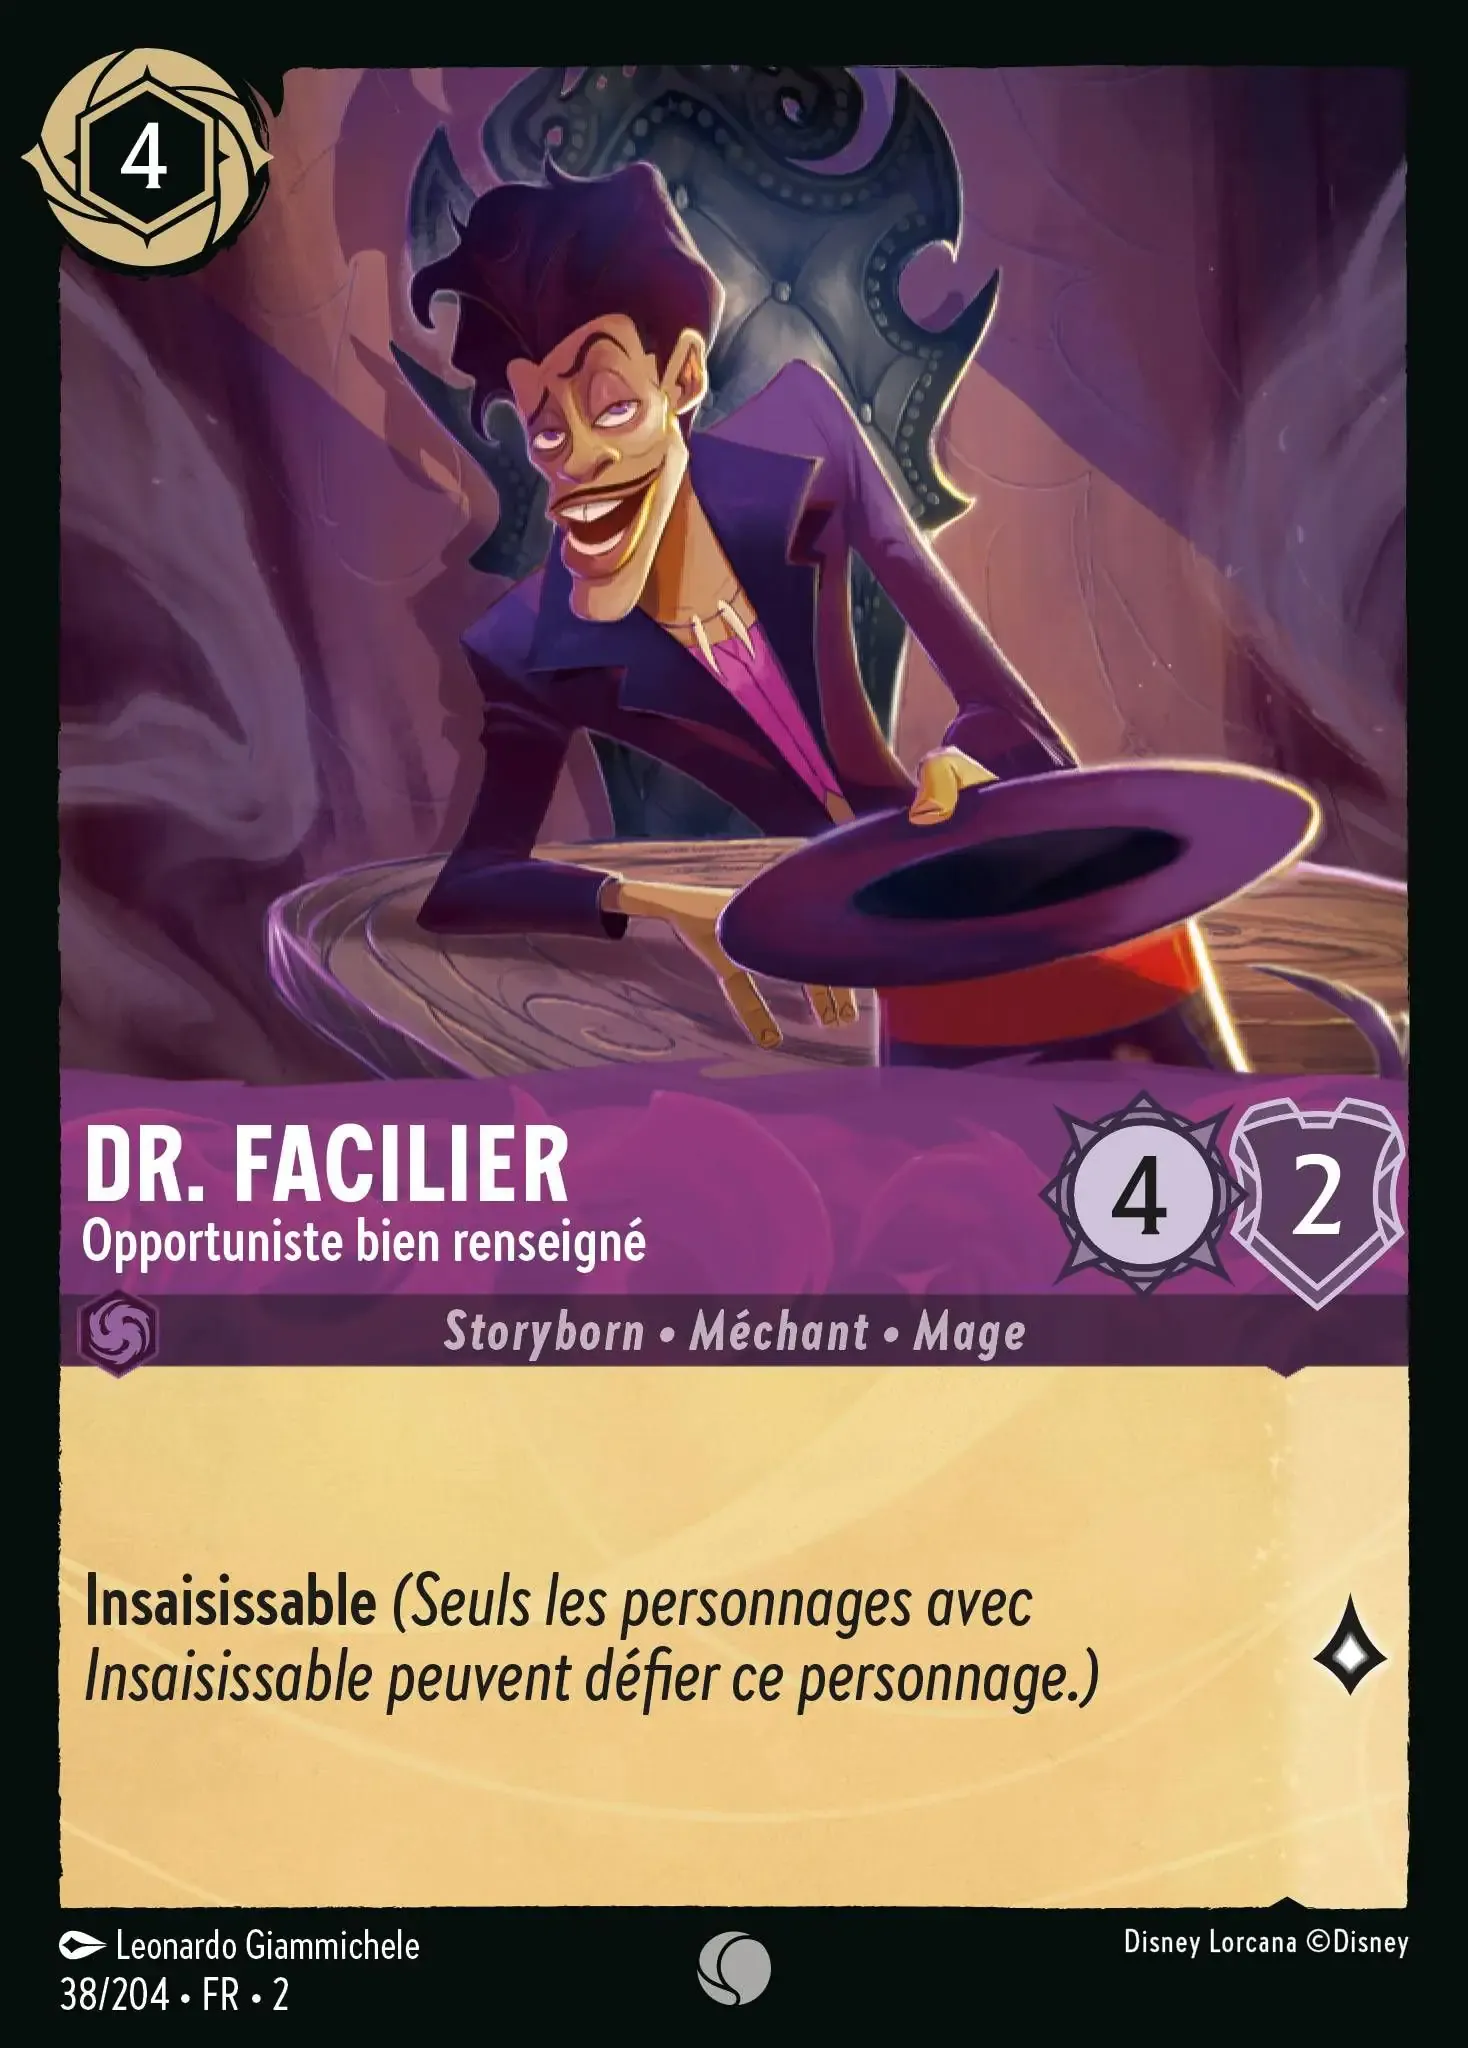 4
DR. FACILIER
Opportuniste bien renseigné
4
2
Storyborn • Méchant • Mage
Insaisissable (Seuls les personnages avec
Insaisissable peuvent défier ce personnage.)
Leonardo Giammichele
Disney Lorcana ©Disney
38/204 • FR • 2